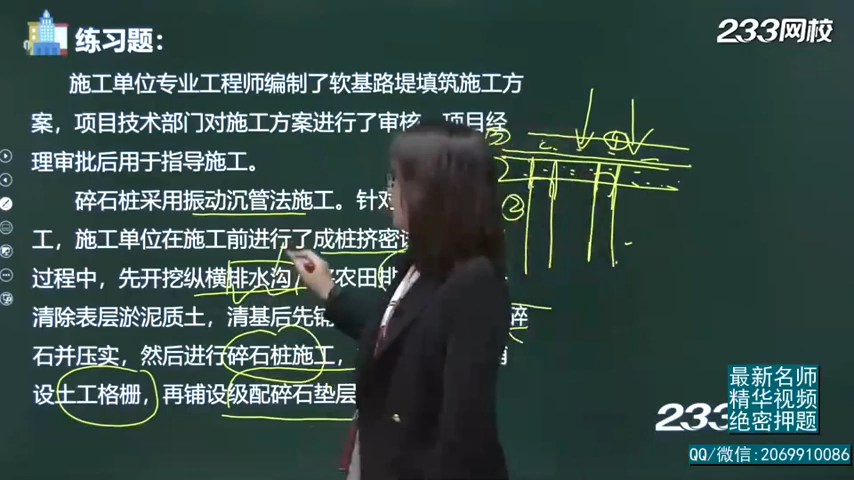 练习题：
233网校
施工单位专业工程师编制了软基路堤填筑施工方
案，项目技术部门对施工方案进行了审核，项目经
理审批后用于指导施工。
碎石桩采用振动沉管法施工。针对
工，施工单位在施工前进行了成桩挤密
过程中，先开挖纵横排水沟，农田排
清除表层淤泥质土，清基后先铺 碎
石并压实，然后进行碎石桩施工，
设土工格栅，再铺设级配碎石垫层
③
①
②
233
最新名师
精华视频
绝密押题
QQ/微信:2069910086